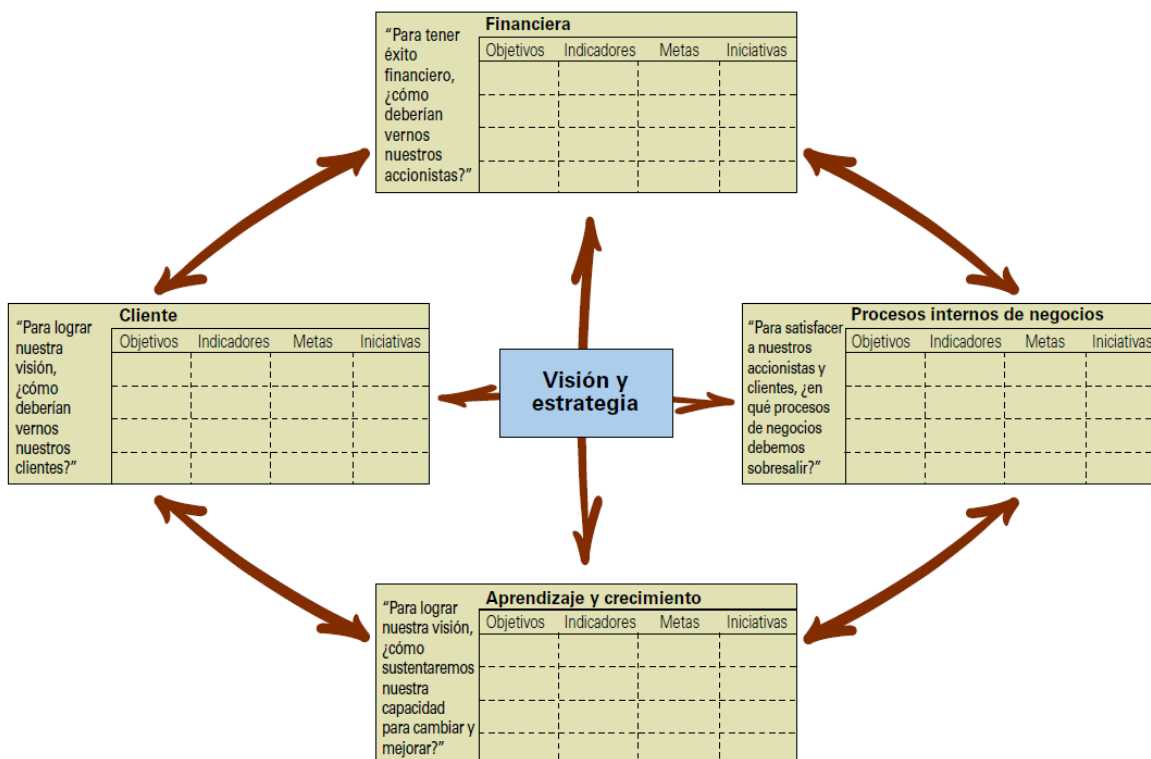 Financiera
“Para tener
éxito
financiero,
¿cómo
deberían
vernos
nuestros
accionistas?”
Objetivos Indicadores Metas Iniciativas
Cliente
“Para lograr
nuestra
visión,
¿cómo
deberían
vernos
nuestros
clientes?”
Objetivos Indicadores Metas Iniciativas
Visión y
estrategia
Procesos internos de negocios
“Para satisfacer
a nuestros
accionistas y
clientes, ¿en
qué procesos
de negocios
debemos
sobresalir?”
Objetivos Indicadores Metas Iniciativas
Aprendizaje y crecimiento
“Para lograr
nuestra visión,
¿cómo
sustentaremos
nuestra
capacidad
para cambiar y
mejorar?”
Objetivos Indicadores Metas Iniciativas